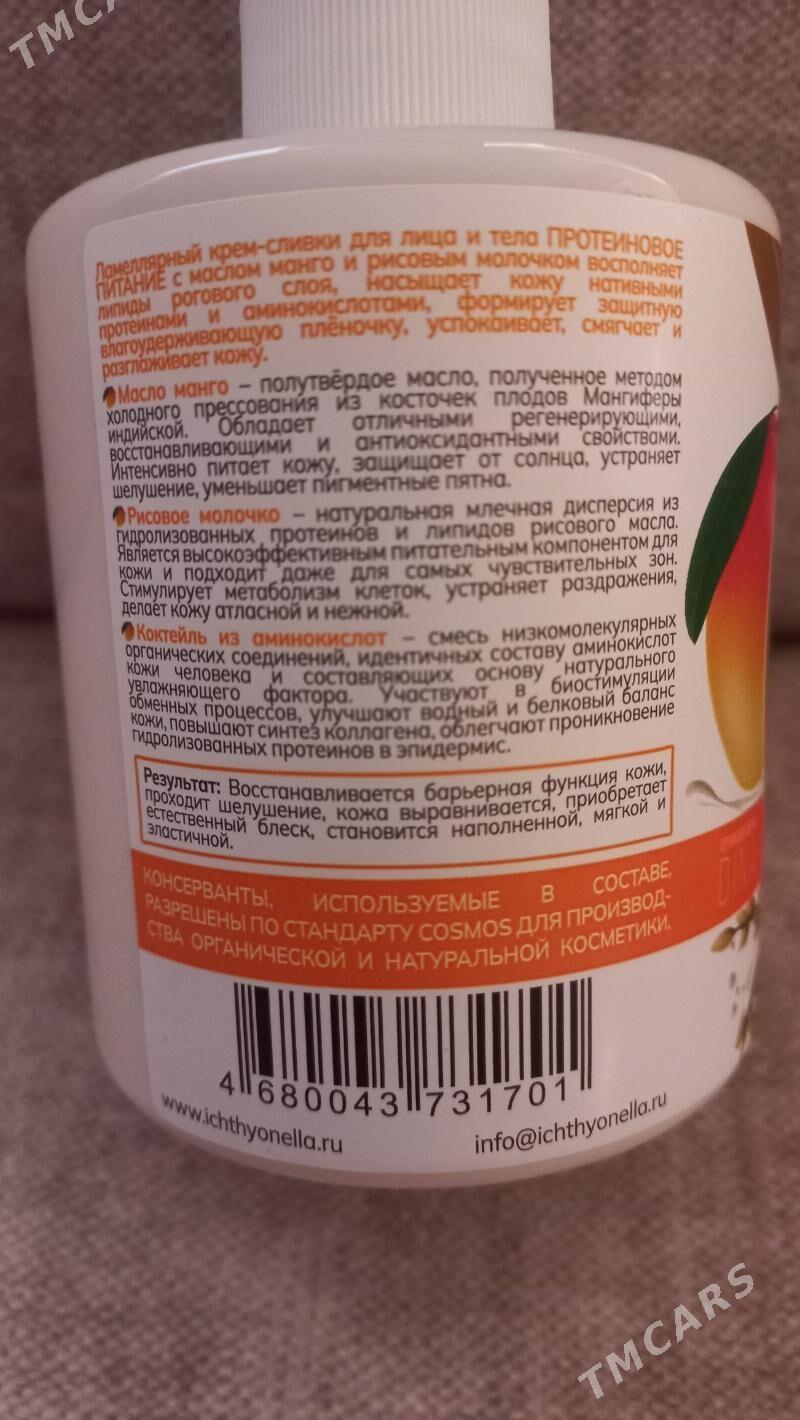 TMCA
Ламеллярный крем-сливки для лица и тела ПРОТЕИНОВОЕ
ПИТАНИЕ с маслом манго и рисовым молочком восполняет
липиды рогового слоя, насыщает кожу нативными
протеинами и аминокислотами, формирует защитную
влагоудерживающую плёночку, успокаивает, смягчает и
разглаживает кожу.
Масло манго – полутвёрдое масло, полученное методом
холодного прессования из косточек плодов Мангиферы
индийской. Обладает отличными регенерирующими,
восстанавливающими и антиоксидантными свойствами.
Интенсивно питает кожу, защищает от солнца, устраняет
шелушение, уменьшает пигментные пятна.
Рисовое молочко – натуральная млечная дисперсия из
гидролизованных протеинов и липидов рисового масла.
Является высокоэффективным питательным компонентом для
кожи и подходит даже для самых чувствительных зон.
Стимулирует метаболизм клеток, устраняет раздражения,
делает кожу атласной и нежной.
Коктейль из аминокислот – смесь низкомолекулярных
органических соединений, идентичных составу аминокислот
кожи человека и составляющих основу натурального
увлажняющего фактора. Участвуют в биостимуляции
обменных процессов, улучшают водный и белковый баланс
кожи, повышают синтез коллагена, облегчают проникновение
гидролизованных протеинов в эпидермис.
Результат: Восстанавливается барьерная функция кожи,
проходит шелушение, кожа выравнивается, приобретает
естественный блеск, становится наполненной, мягкой и
эластичной.
КОНСЕРВАНТЫ, ИСПОЛЬЗУЕМЫЕ В СОСТАВЕ,
РАЗРЕШЕНЫ ПО СТАНДАРТУ COSMOS ДЛЯ ПРОИЗВОД-
СТВА ОРГАНИЧЕСКОЙ И НАТУРАЛЬНОЙ КОСМЕТИКИ.
4 680043 731701
www.ichthyonella.ru
info@ichthyonella.ru
TMCARS